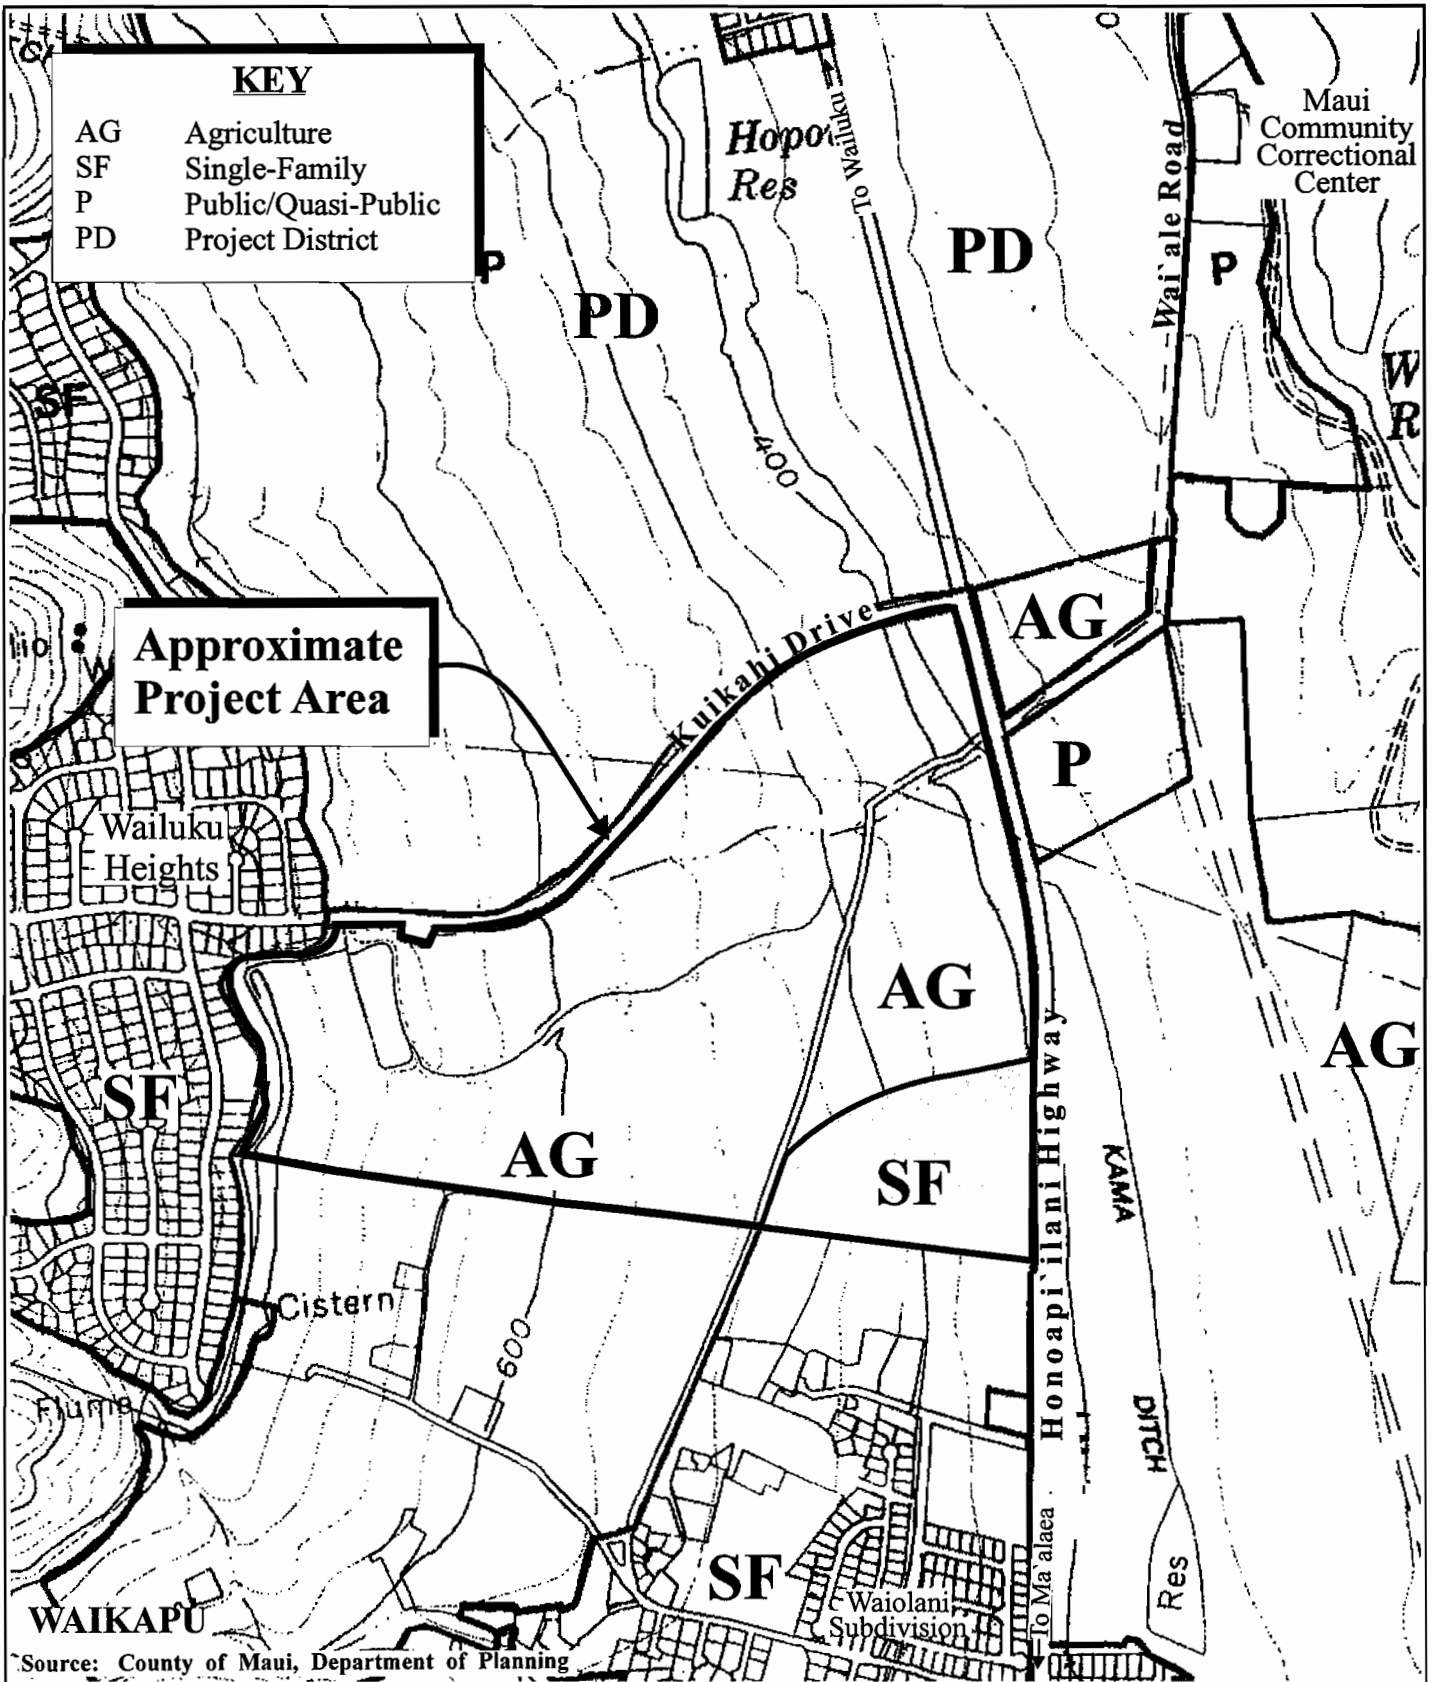 KEY
AG Agriculture
SF Single-Family
P Public/Quasi-Public
PD Project District
Hopoi
Res
To Wailuku
Wai`ale Road
Maui
Community
Correctional
Center
P
PD
PD
P
SF
W
R
400
Approximate
Project Area
Kuikahi Drive
AG
P
Wailuku
Heights
AG
AG
SF
AG
SF
Honoapi`ilani Highway
KAMA
DITCH
Cistern
600
Flume
SF
Waiolani
Subdivision
To Ma`alaea
Res
WAIKAPU
Source: County of Maui, Department of Planning